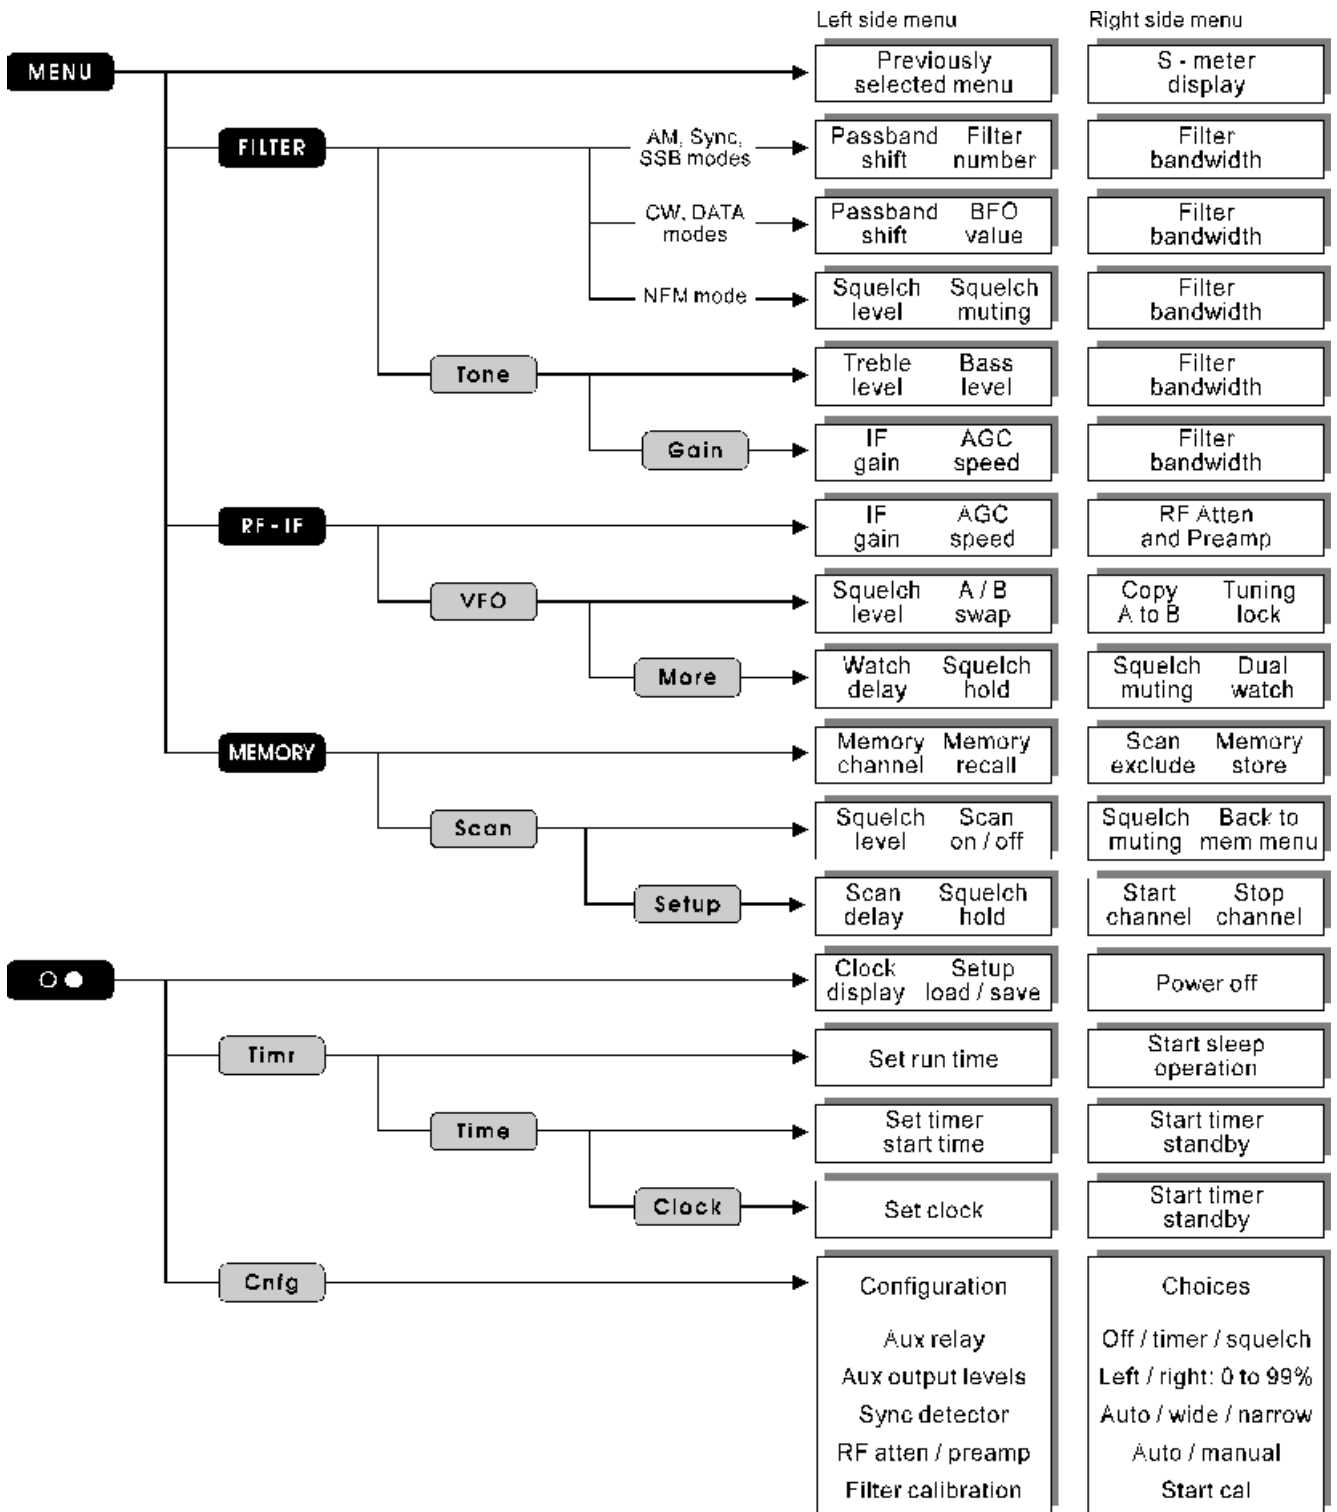 Left side menu Right side menu
MENU Previously selected menu S - meter display
FILTER AM, Sync, SSB modes Passband shift Filter number Filter bandwidth
CW, DATA modes Passband shift BFO value Filter bandwidth
NFM mode Squelch level Squelch muting Filter bandwidth
Tone Treble level Bass level Filter bandwidth
Gain IF gain AGC speed Filter bandwidth
RF - IF IF gain AGC speed RF Atten and Preamp
VFO Squelch level A / B swap Copy A to B Tuning lock
More Watch delay Squelch hold Squelch muting Dual watch
MEMORY Memory channel Memory recall Scan exclude Memory store
Scan Squelch level Scan on / off Squelch muting Back to mem menu
Setup Scan delay Squelch hold Start channel Stop channel
Clock display Setup load / save Power off
Timr Set run time Start sleep operation
Time Set timer start time Start timer standby
Clock Set clock Start timer standby
Cnfg Configuration Choices
Aux relay Off / timer / squelch
Aux output levels Left / right: 0 to 99%
Sync detector Auto / wide / narrow
RF atten / preamp Auto / manual
Filter calibration Start cal